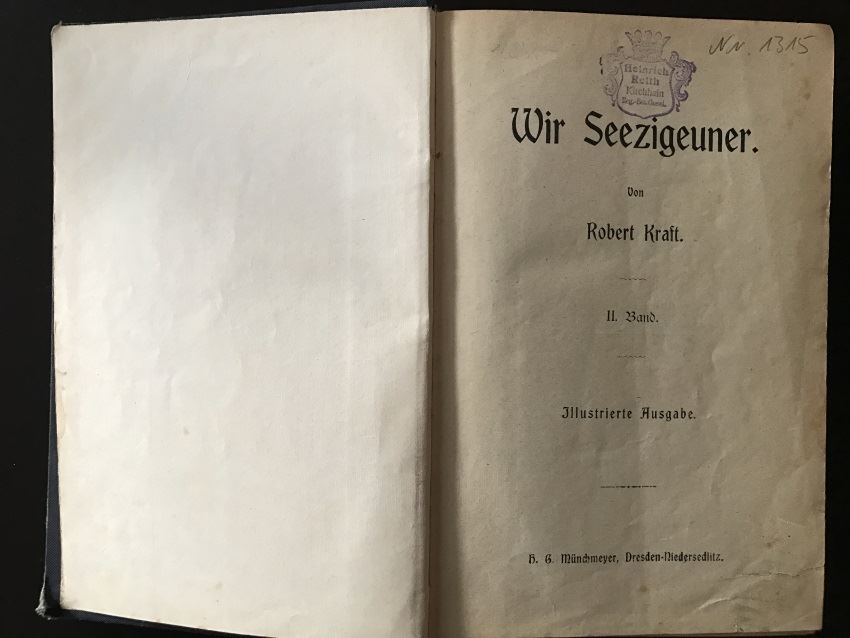 Nr. 1315
Heinrich
Reith
Kirchhain
Wir Seezigeuner.
Von
Robert Kraft.
II. Band.
Illustrierte Ausgabe.
H. G. Münchmeyer, Dresden-Niedersedlitz.